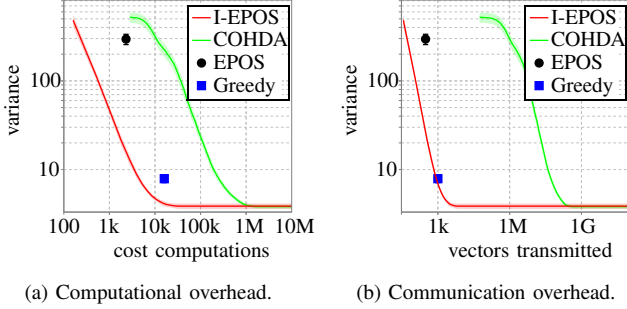 I-EPOS
COHDA
EPOS
Greedy
variance
100
10
100 1k 10k 100k 1M 10M
cost computations
(a) Computational overhead.
I-EPOS
COHDA
EPOS
Greedy
variance
100
10
1k 1M 1G
vectors transmitted
(b) Communication overhead.